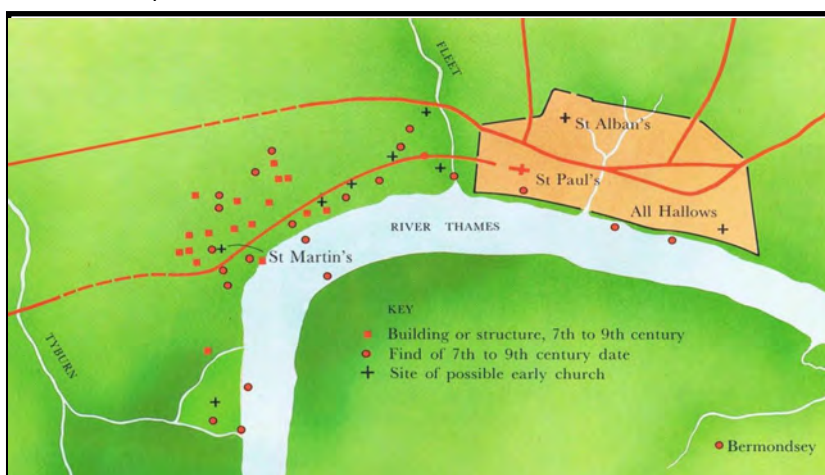 FLEET
St Alban's
St Paul's
All Hallows
RIVER THAMES
St Martin's
TYBURN
KEY
Building or structure, 7th to 9th century
Find of 7th to 9th century date
Site of possible early church
Bermondsey